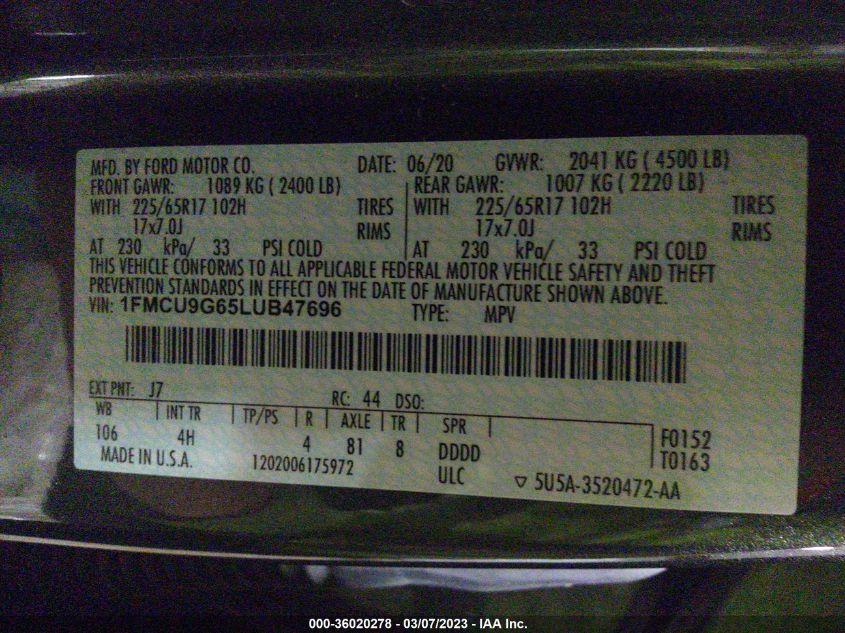 MFD. BY FORD MOTOR CO. DATE: 06/20 GVWR: 2041 KG ( 4500 LB)
FRONT GAWR: 1089 KG ( 2400 LB) REAR GAWR: 1007 KG ( 2220 LB)
WITH 225/65R17 102H TIRES WITH 225/65R17 102H TIRES
17x7.0J RIMS 17x7.0J RIMS
AT 230 kPa/ 33 PSI COLD AT 230 kPa/ 33 PSI COLD
THIS VEHICLE CONFORMS TO ALL APPLICABLE FEDERAL MOTOR VEHICLE SAFETY AND THEFT
PREVENTION STANDARDS IN EFFECT ON THE DATE OF MANUFACTURE SHOWN ABOVE.
VIN: 1FMCU9G65LUB47696 TYPE: MPV
EXT PNT: J7 RC: 44 DSO:
WB INT TR TP/PS R AXLE TR SPR
106 4H 4 81 8 DDDD F0152
MADE IN U.S.A. 1202006175972 ULC T0163
▽ 5U5A-3520472-AA
000-36020278 - 03/07/2023 - IAA Inc.